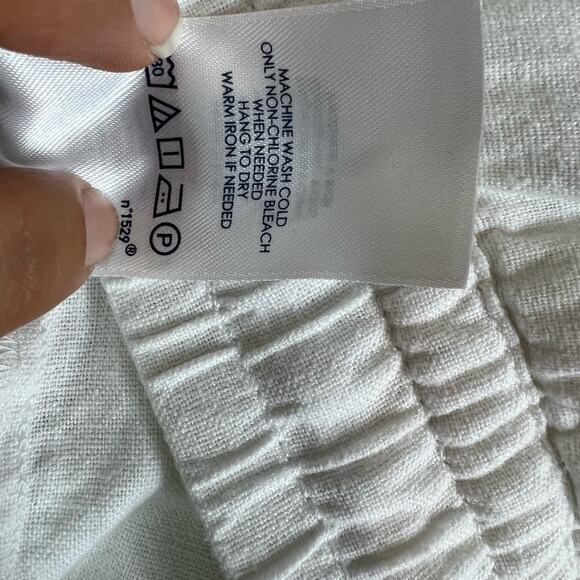 MACHINE WASH COLD
ONLY NON-CHLORINE BLEACH
WHEN NEEDED
HANG TO DRY
WARM IRON IF NEEDED
30
P
n°1529®